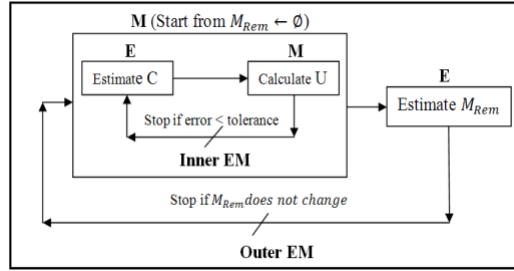 M (Start from M_Rem ← ∅)
E
M
E
Estimate C
Calculate U
Estimate M_Rem
Stop if error < tolerance
Inner EM
Stop if M_Rem does not change
Outer EM